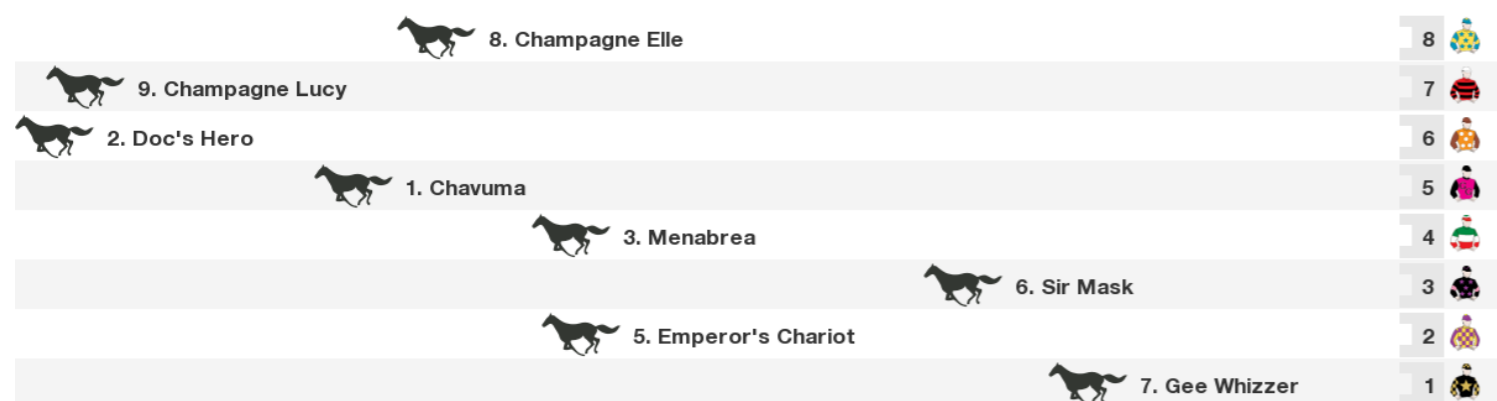 8. Champagne Elle 8
9. Champagne Lucy 7
2. Doc's Hero 6
1. Chavuma 5
3. Menabrea 4
6. Sir Mask 3
5. Emperor's Chariot 2
7. Gee Whizzer 1